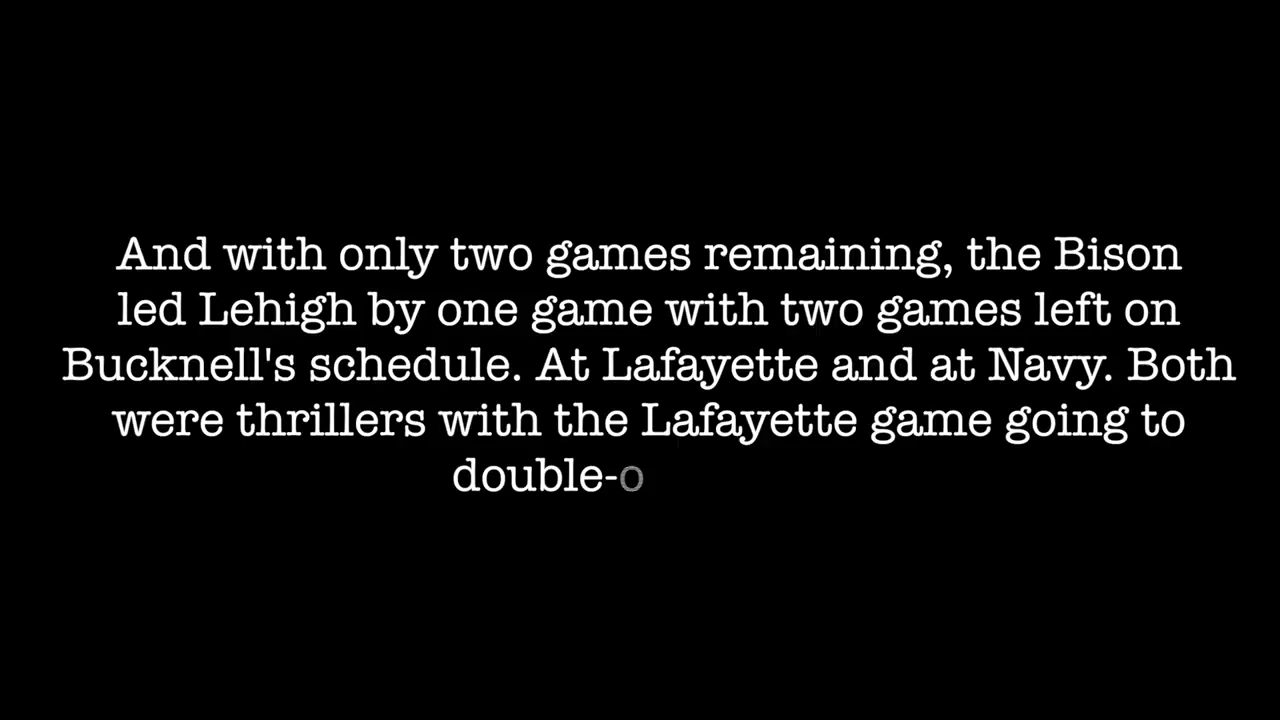 And with only two games remaining, the Bison
led Lehigh by one game with two games left on
Bucknell's schedule. At Lafayette and at Navy. Both
were thrillers with the Lafayette game going to
double-o